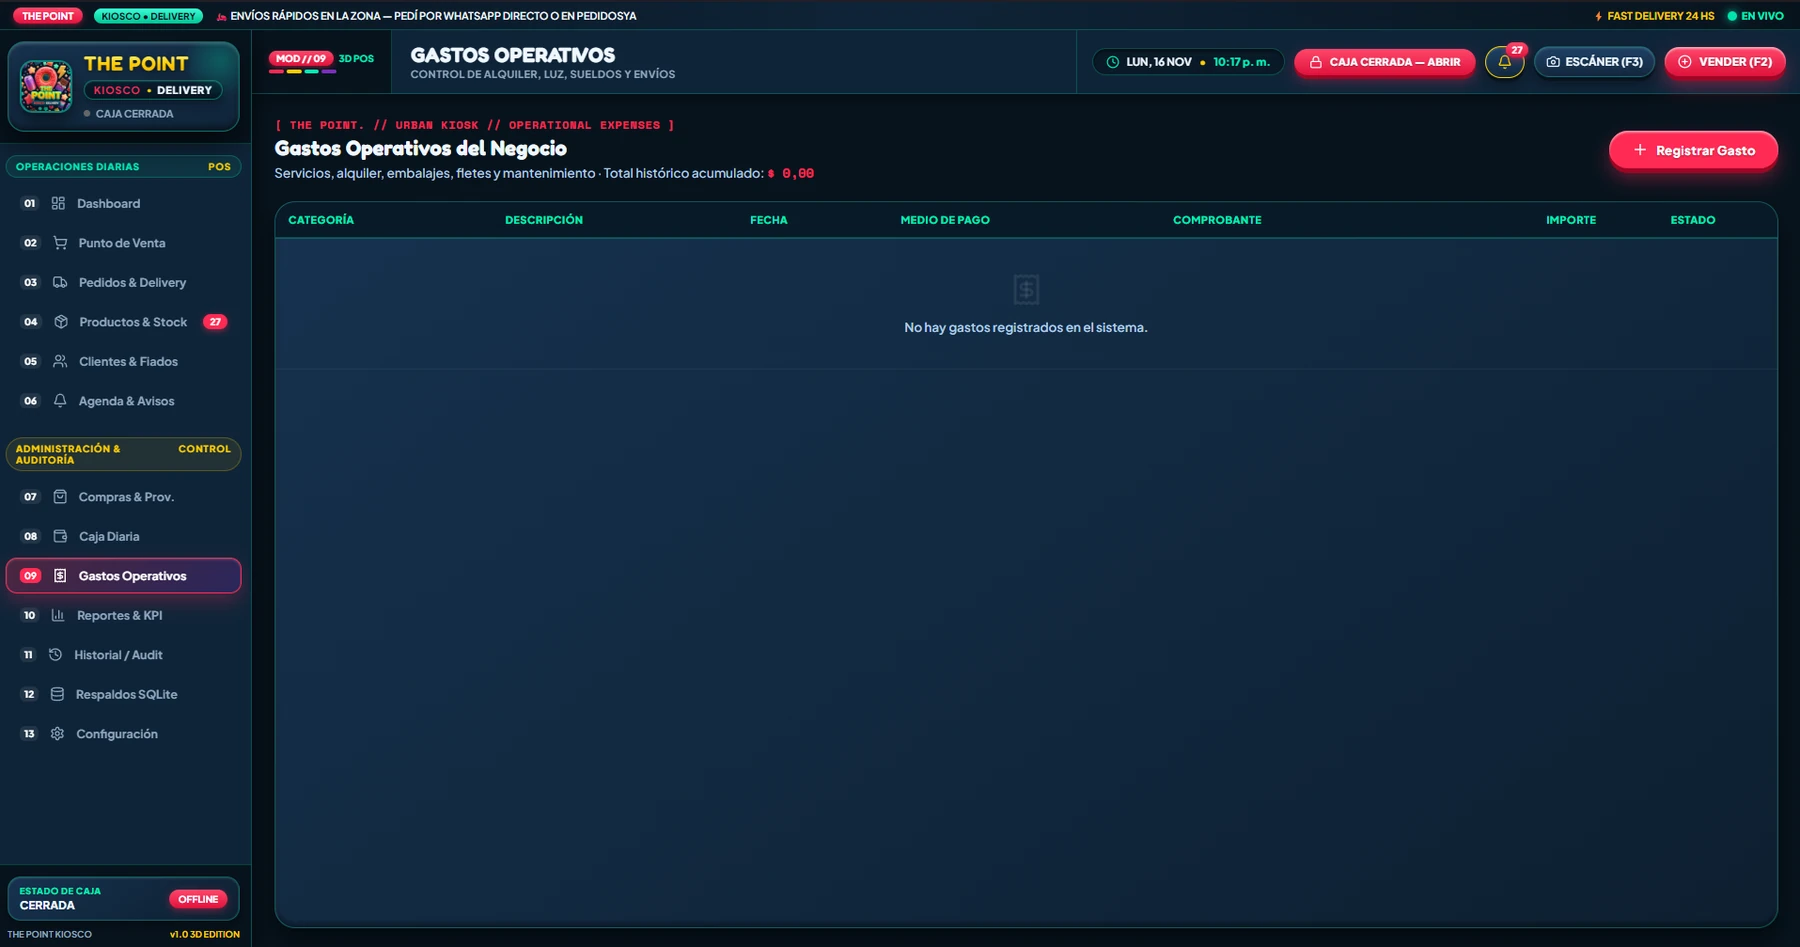 THE POINT
KIOSCO ● DELIVERY
ENVÍOS RÁPIDOS EN LA ZONA — PEDÍ POR WHATSAPP DIRECTO O EN PEDIDOSYA
FAST DELIVERY 24 HS
EN VIVO
THE POINT
KIOSCO • DELIVERY
CAJA CERRADA
MOD // 09
3D POS
GASTOS OPERATIVOS
CONTROL DE ALQUILER, LUZ, SUELDOS Y ENVÍOS
LUN, 16 NOV • 10:17 p. m.
CAJA CERRADA — ABRIR
27
ESCÁNER (F3)
VENDER (F2)
OPERACIONES DIARIAS POS
01 Dashboard
02 Punto de Venta
03 Pedidos & Delivery
04 Productos & Stock 27
05 Clientes & Fiados
06 Agenda & Avisos
ADMINISTRACIÓN & AUDITORÍA CONTROL
07 Compras & Prov.
08 Caja Diaria
09 Gastos Operativos
10 Reportes & KPI
11 Historial / Audit
12 Respaldos SQLite
13 Configuración
ESTADO DE CAJA
CERRADA
OFFLINE
THE POINT KIOSCO
v1.0 3D EDITION
[ THE POINT. // URBAN KIOSK // OPERATIONAL EXPENSES ]
Gastos Operativos del Negocio
Servicios, alquiler, embalajes, fletes y mantenimiento · Total histórico acumulado: $ 0,00
+ Registrar Gasto
CATEGORÍA DESCRIPCIÓN FECHA MEDIO DE PAGO COMPROBANTE IMPORTE ESTADO
No hay gastos registrados en el sistema.